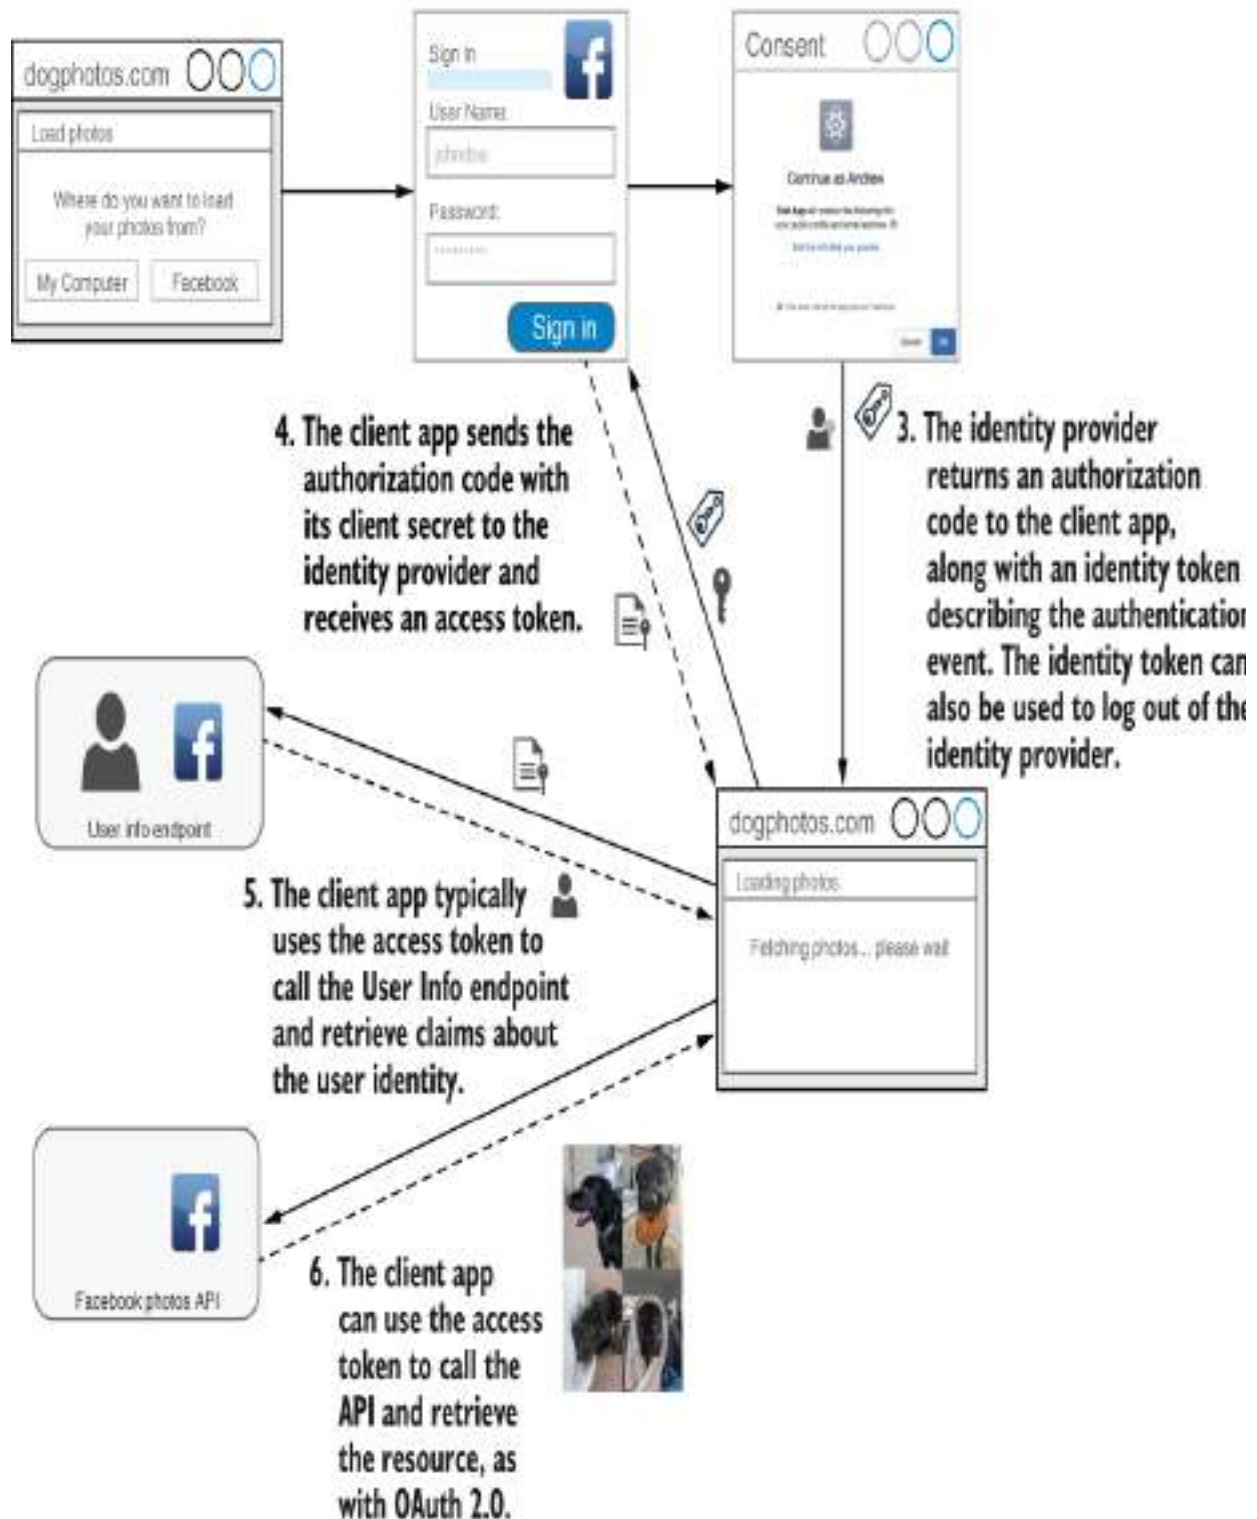 dogphotos.com
Load photos
Where do you want to load
your photos from?
My Computer
Facebook
Sign In
User Name:
johndoe
Password:
********
Sign in
Consent
Continue as Andrew
4. The client app sends the
authorization code with
its client secret to the
identity provider and
receives an access token.
3. The identity provider
returns an authorization
code to the client app,
along with an identity token
describing the authentication
event. The identity token can
also be used to log out of the
identity provider.
User info endpoint
dogphotos.com
Loading photos
Fetching photos... please wait
5. The client app typically
uses the access token to
call the User Info endpoint
and retrieve claims about
the user identity.
Facebook photos API
6. The client app
can use the access
token to call the
API and retrieve
the resource, as
with OAuth 2.0.